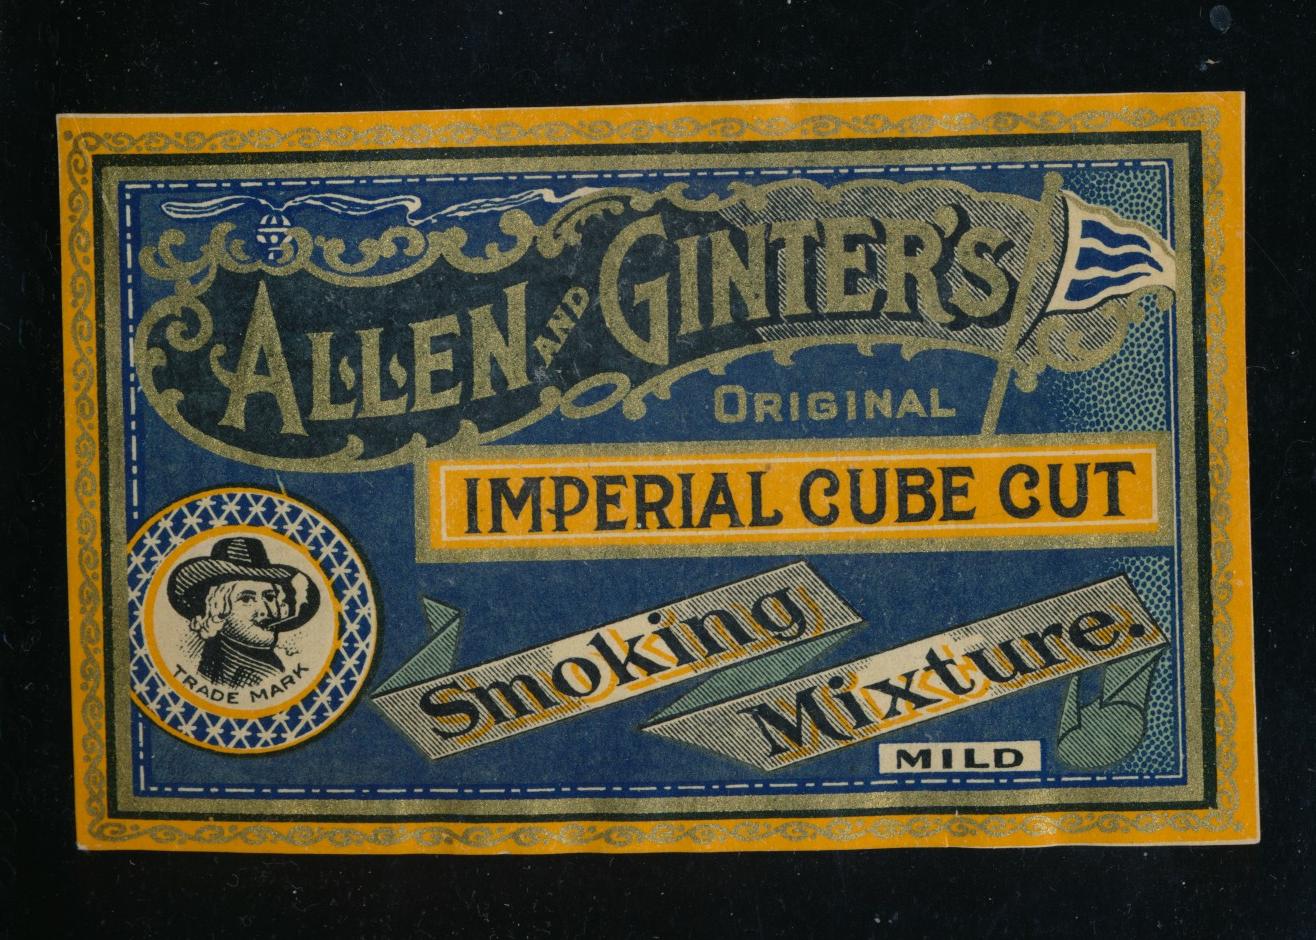 ALLEN AND GINTER'S
ORIGINAL
IMPERIAL CUBE CUT
TRADE MARK
Smoking
Mixture.
MILD